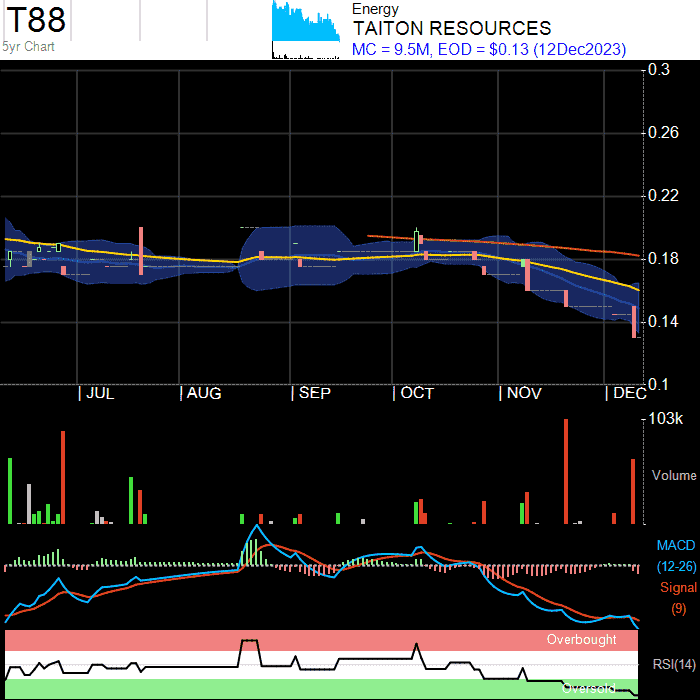 T88
5yr Chart
Energy
TAITON RESOURCES
MC = 9.5M, EOD = $0.13 (12Dec2023)
0.3
0.26
0.22
0.18
0.14
0.1
JUL AUG SEP OCT NOV DEC
103k
Volume
MACD
(12-26)
Signal
(9)
Overbought
RSI(14)
Oversold